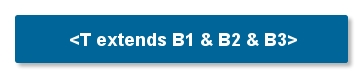 <T extends B1 & B2 & B3>